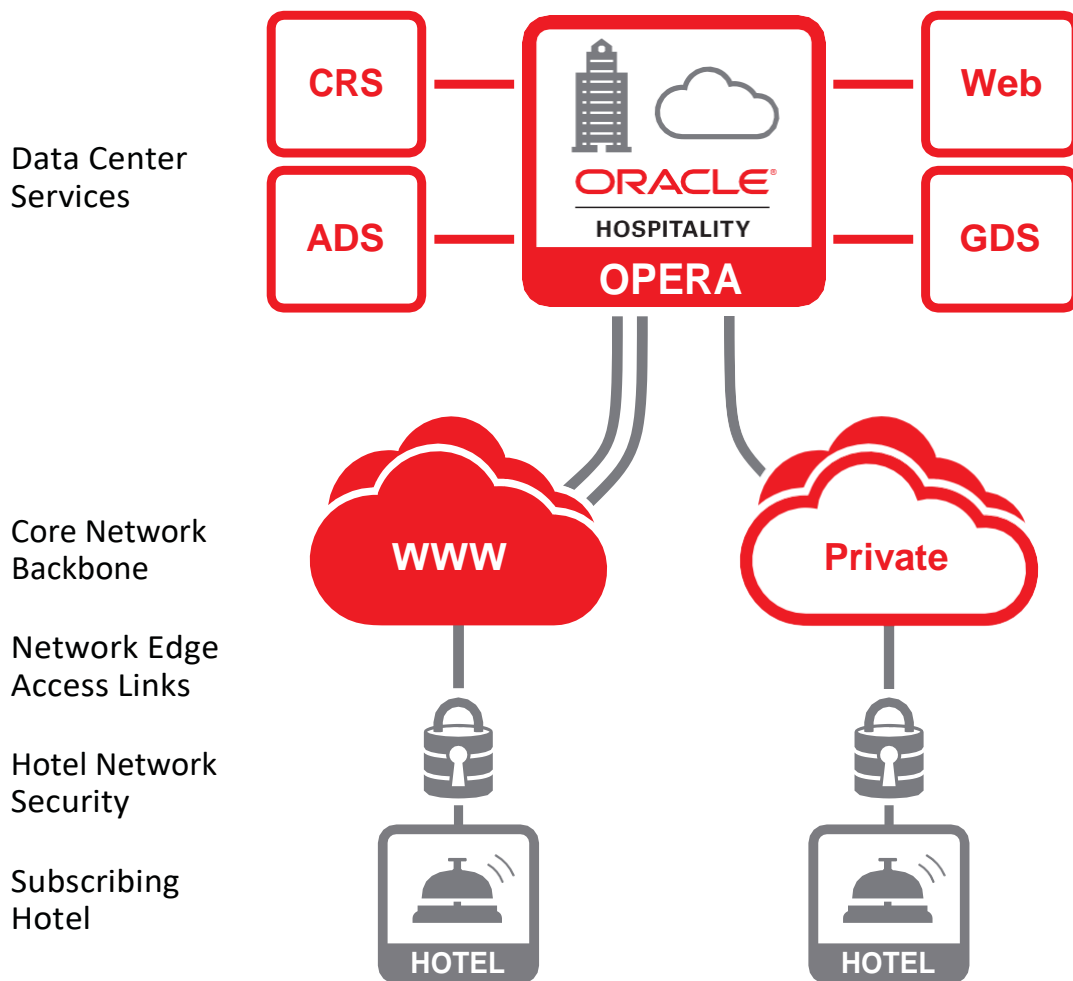 CRS
Web
Data Center
Services
ORACLE®
HOSPITALITY
ADS
GDS
OPERA
Core Network
Backbone
WWW
Private
Network Edge
Access Links
Hotel Network
Security
Subscribing
Hotel
HOTEL
HOTEL